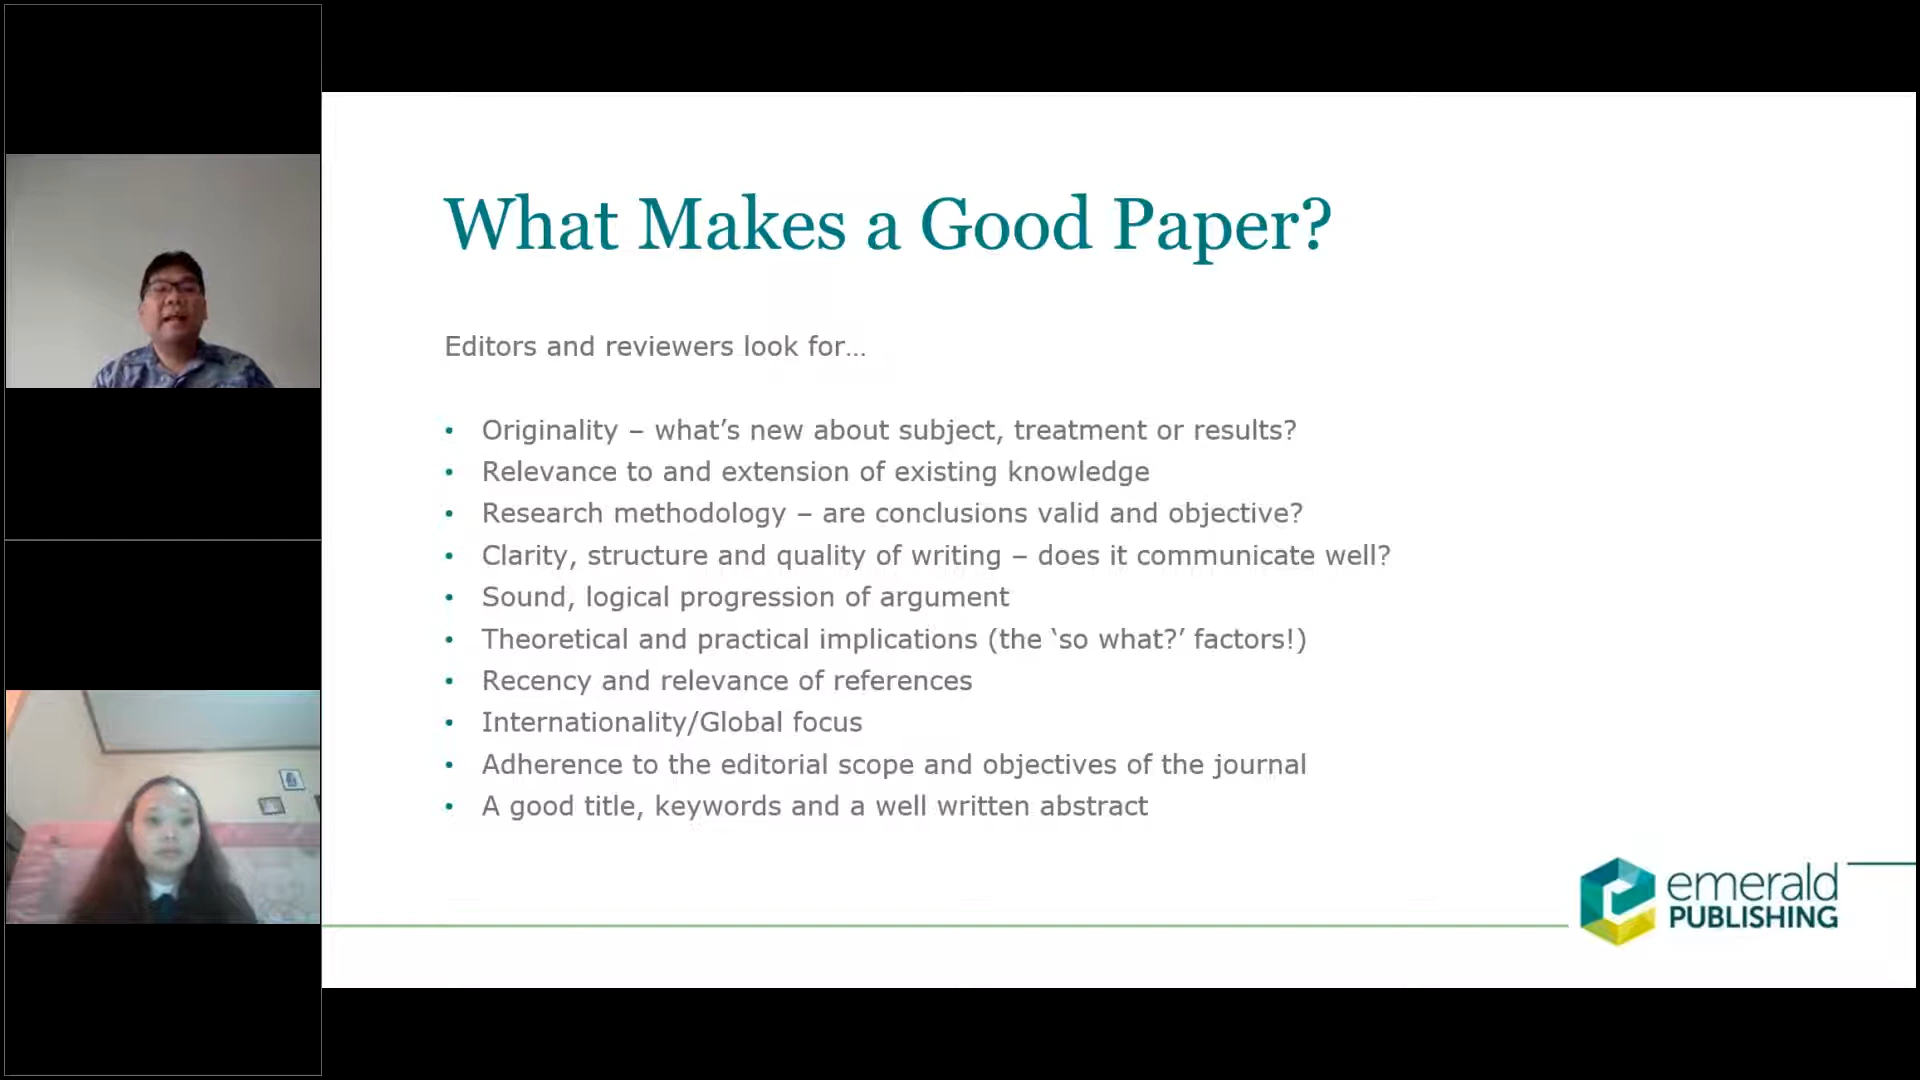 What Makes a Good Paper?
Editors and reviewers look for...
• Originality – what's new about subject, treatment or results?
• Relevance to and extension of existing knowledge
• Research methodology – are conclusions valid and objective?
• Clarity, structure and quality of writing – does it communicate well?
• Sound, logical progression of argument
• Theoretical and practical implications (the ‘so what?’ factors!)
• Recency and relevance of references
• Internationality/Global focus
• Adherence to the editorial scope and objectives of the journal
• A good title, keywords and a well written abstract
emerald
PUBLISHING